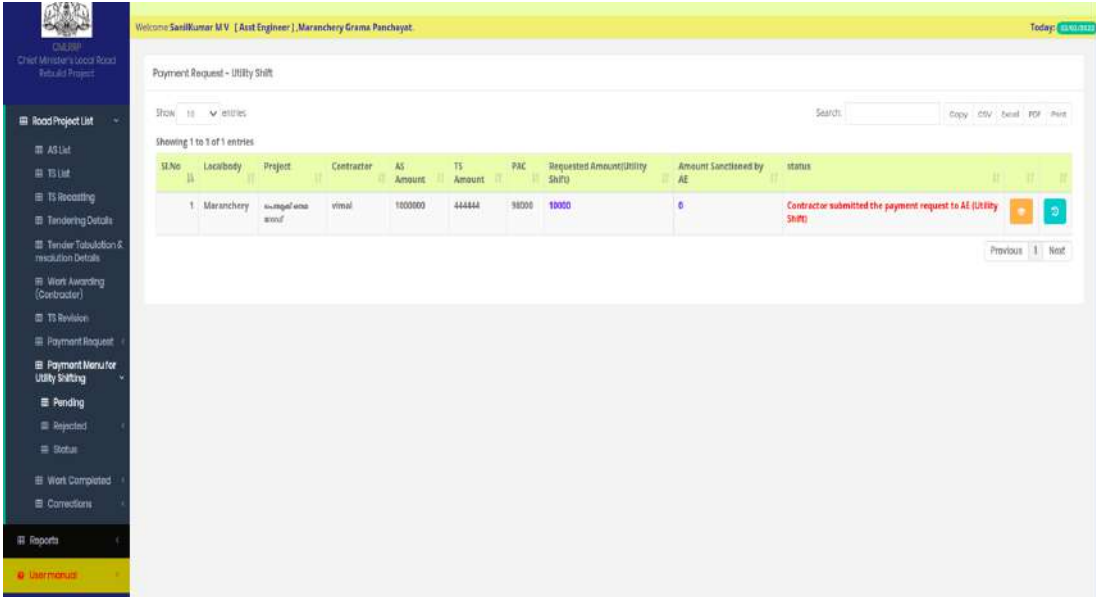 CMLRRP
Chief Minister's Local Road
Rebuild Project
Welcome SanilKumar M V [ Asst Engineer ] ,Maranchery Grama Panchayat.
Today:
Road Project List
AS List
TS List
TS Recasting
Tendering Details
Tender Tabulation &
resolution Details
Work Awarding
(Contractor)
TS Revision
Payment Request
Payment Menu for
Utility Shifting
Pending
Rejected
Status
Work Completed
Corrections
Reports
User manual
Payment Request - Utility Shift
Show 10 entries
Search:
Copy CSV Excel PDF Print
Showing 1 to 1 of 1 entries
Sl.No Localbody Project Contractor AS Amount TS Amount PAC Requested Amount(Utility Shift) Amount Sanctioned by AE status
1 Maranchery vimal 1000000 444444 98000 10000 0 Contractor submitted the payment request to AE (Utility Shift)
Previous 1 Next